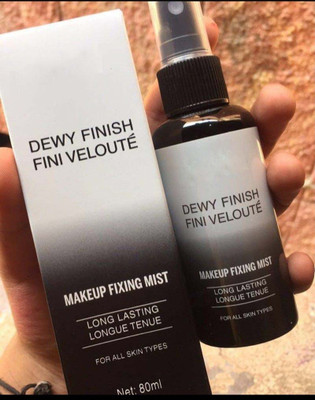 DEWY FINISH
FINI VELOUTÉ
MAKEUP FIXING MIST
LONG LASTING
LONGUE TENUE
FOR ALL SKIN TYPES
Net: 80ml
DEWY FINISH
FINI VELOUTÉ
MAKEUP FIXING MIST
LONG LASTING
LONGUE TENUE
FOR ALL SKIN TYPES